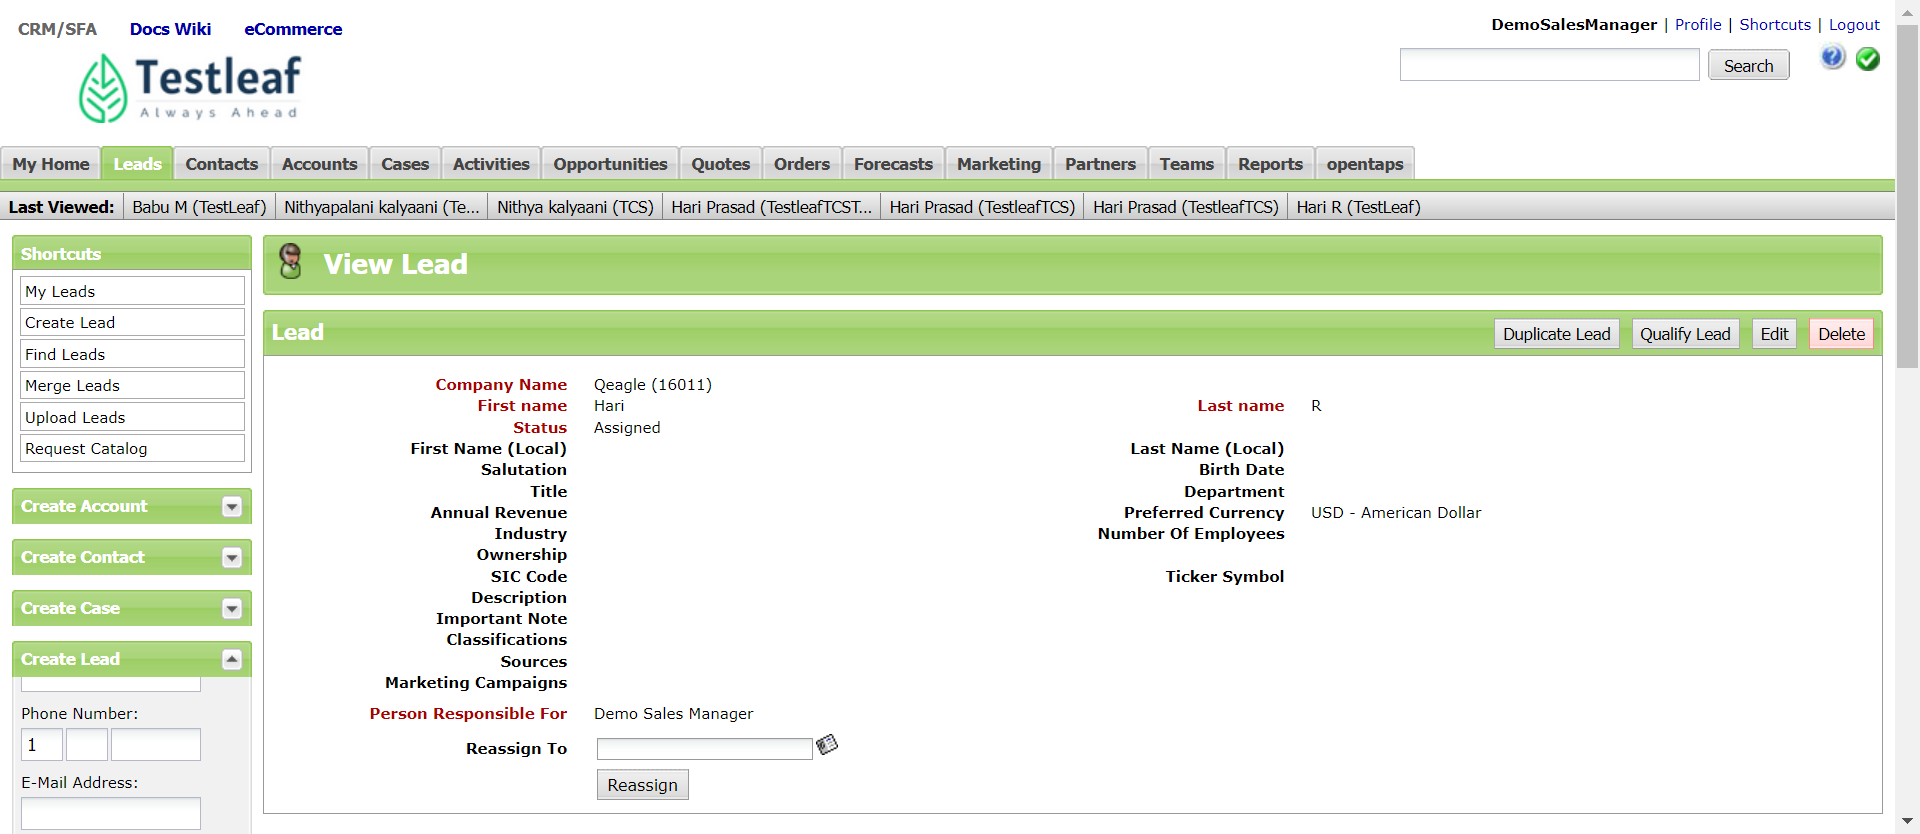 CRM/SFA Docs Wiki eCommerce
DemoSalesManager | Profile | Shortcuts | Logout
Testleaf
Always Ahead
Search
My Home Leads Contacts Accounts Cases Activities Opportunities Quotes Orders Forecasts Marketing Partners Teams Reports opentaps
Last Viewed: Babu M (TestLeaf) Nithyapalani kalyaani (Te... Nithya kalyaani (TCS) Hari Prasad (TestleafTCST... Hari Prasad (TestleafTCS) Hari Prasad (TestleafTCS) Hari R (TestLeaf)
Shortcuts
My Leads
Create Lead
Find Leads
Merge Leads
Upload Leads
Request Catalog
Create Account
Create Contact
Create Case
Create Lead
Phone Number:
1
E-Mail Address:
View Lead
Lead
Duplicate Lead Qualify Lead Edit Delete
Company Name Qeagle (16011)
First name Hari Last name R
Status Assigned
First Name (Local) Last Name (Local)
Salutation Birth Date
Title Department
Annual Revenue Preferred Currency USD - American Dollar
Industry Number Of Employees
Ownership
SIC Code Ticker Symbol
Description
Important Note
Classifications
Sources
Marketing Campaigns
Person Responsible For Demo Sales Manager
Reassign To
Reassign